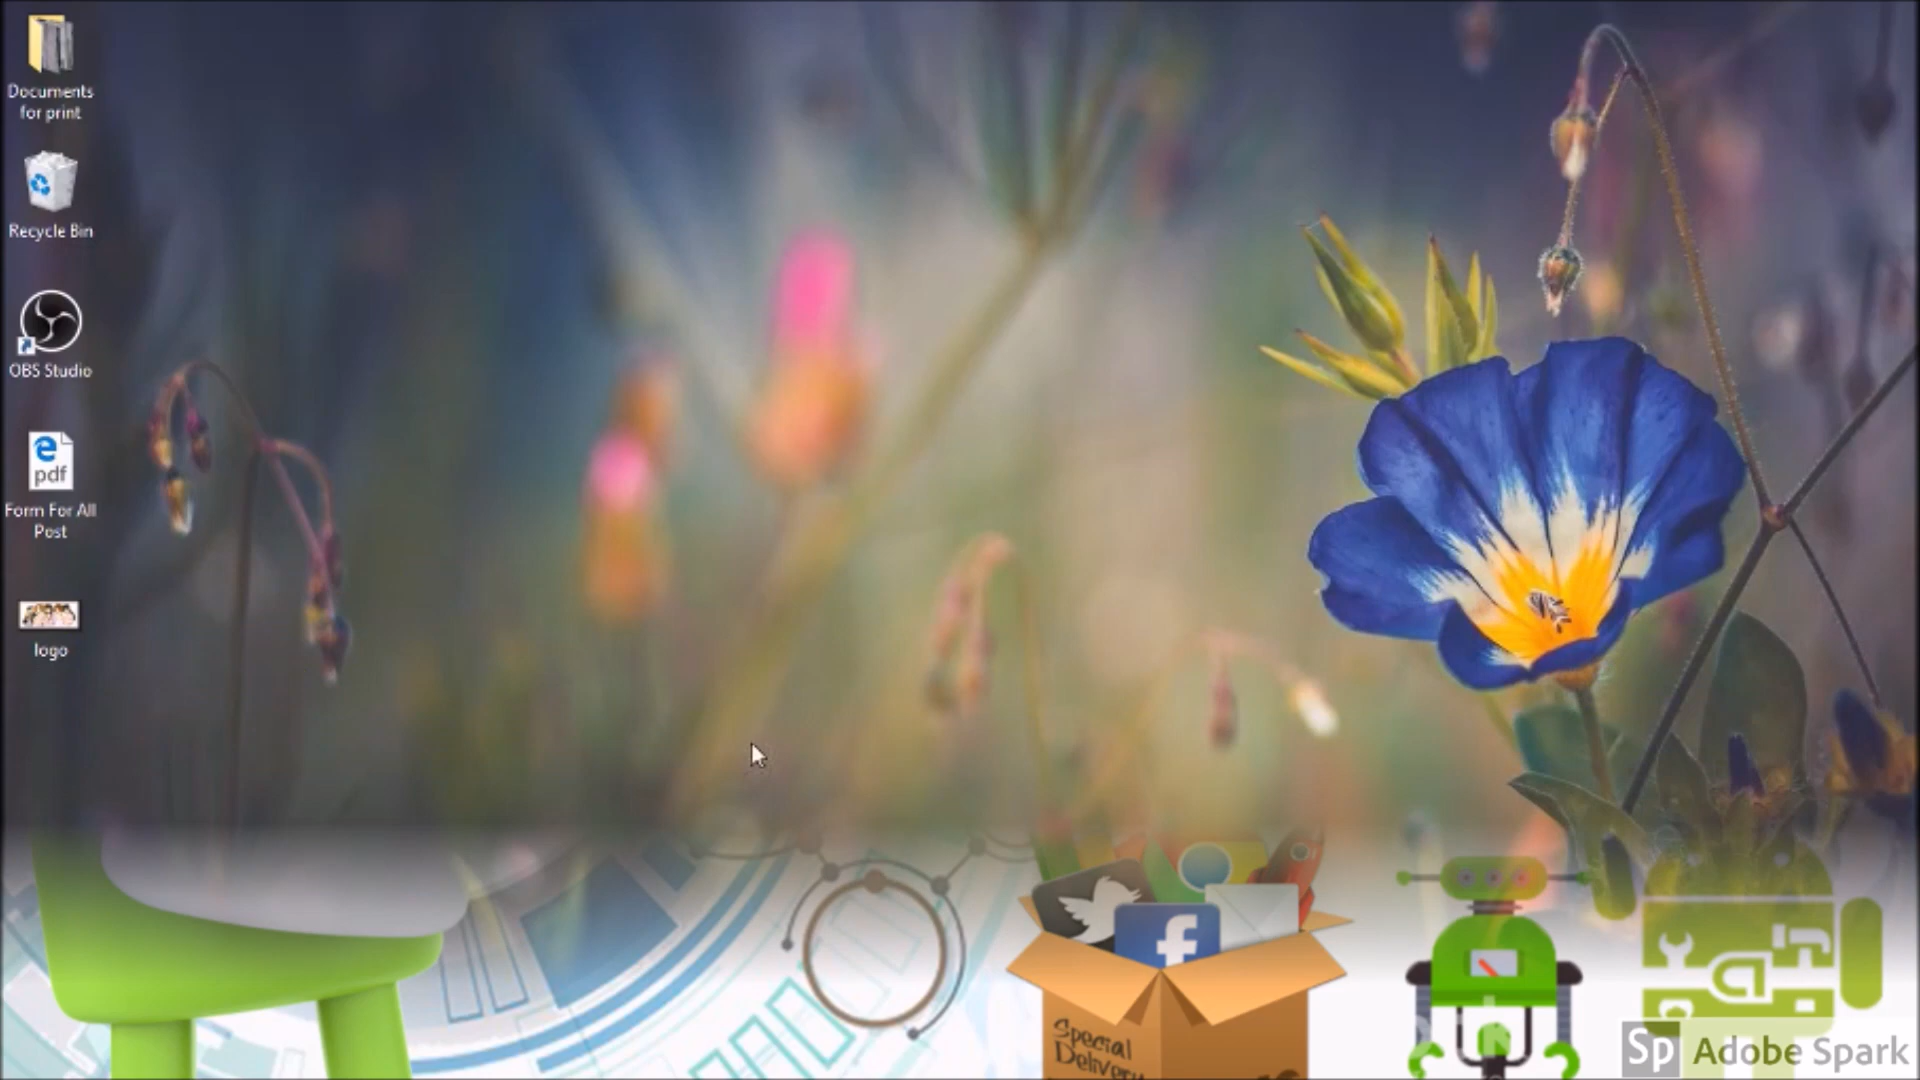 Documents
for print
Recycle Bin
OBS Studio
pdf
Form For All
Post
logo
f
Special
Delivery
Sp Adobe Spark